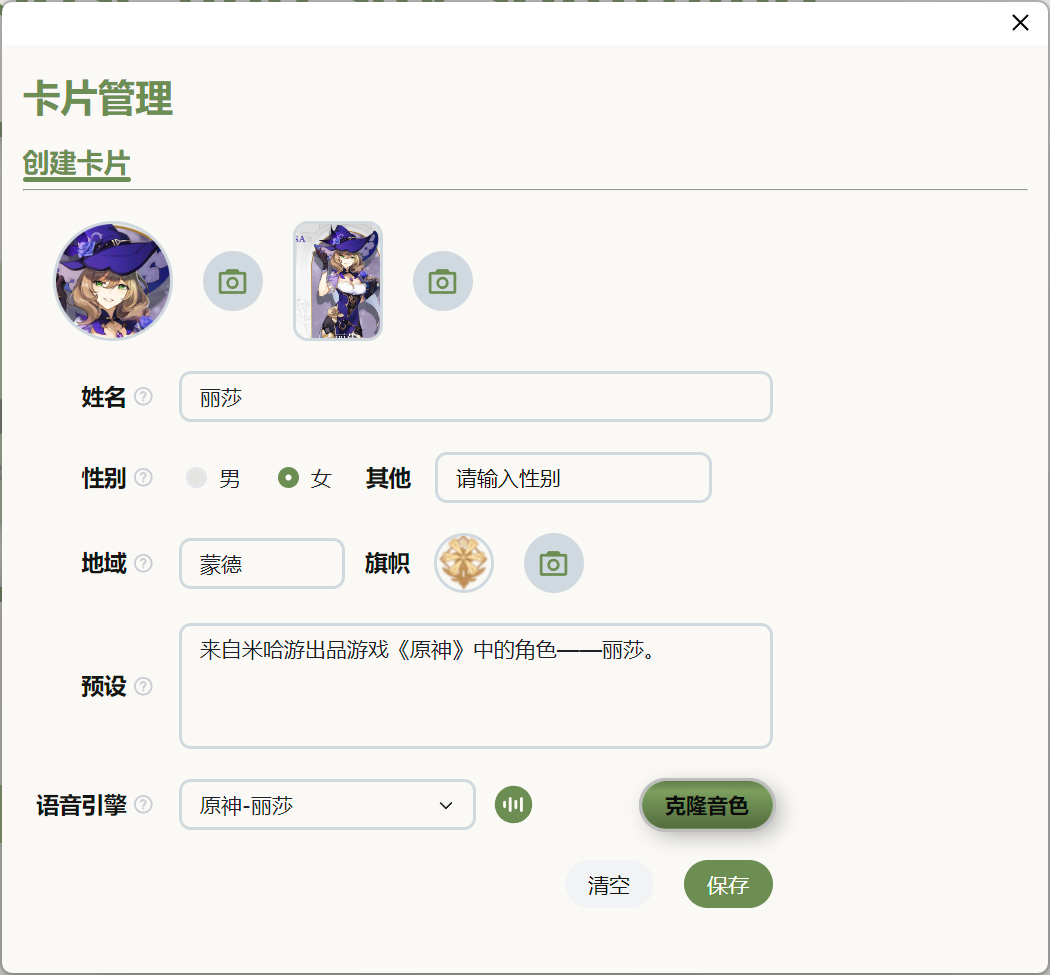 卡片管理
创建卡片
SA
姓名 ? 丽莎
性别 ? 男 女 其他 请输入性别
地域 ? 蒙德 旗帜
预设 ? 来自米哈游出品游戏《原神》中的角色——丽莎。
语音引擎 ? 原神-丽莎 克隆音色
清空 保存